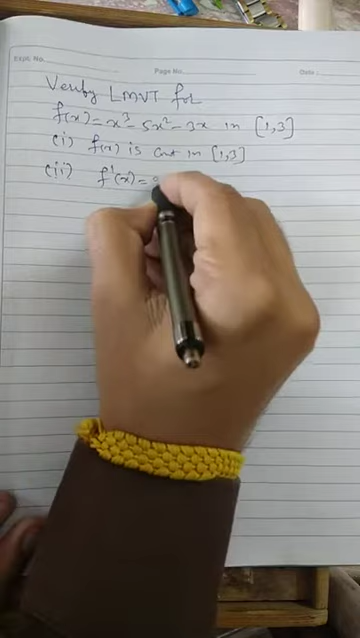 Expt. No.
Page No.
Date :
Verify LMVT for
f(x) = x³ - 5x² - 3x in [1,3]
(i) f(x) is cnt in [1,3]
(ii) f'(x) =